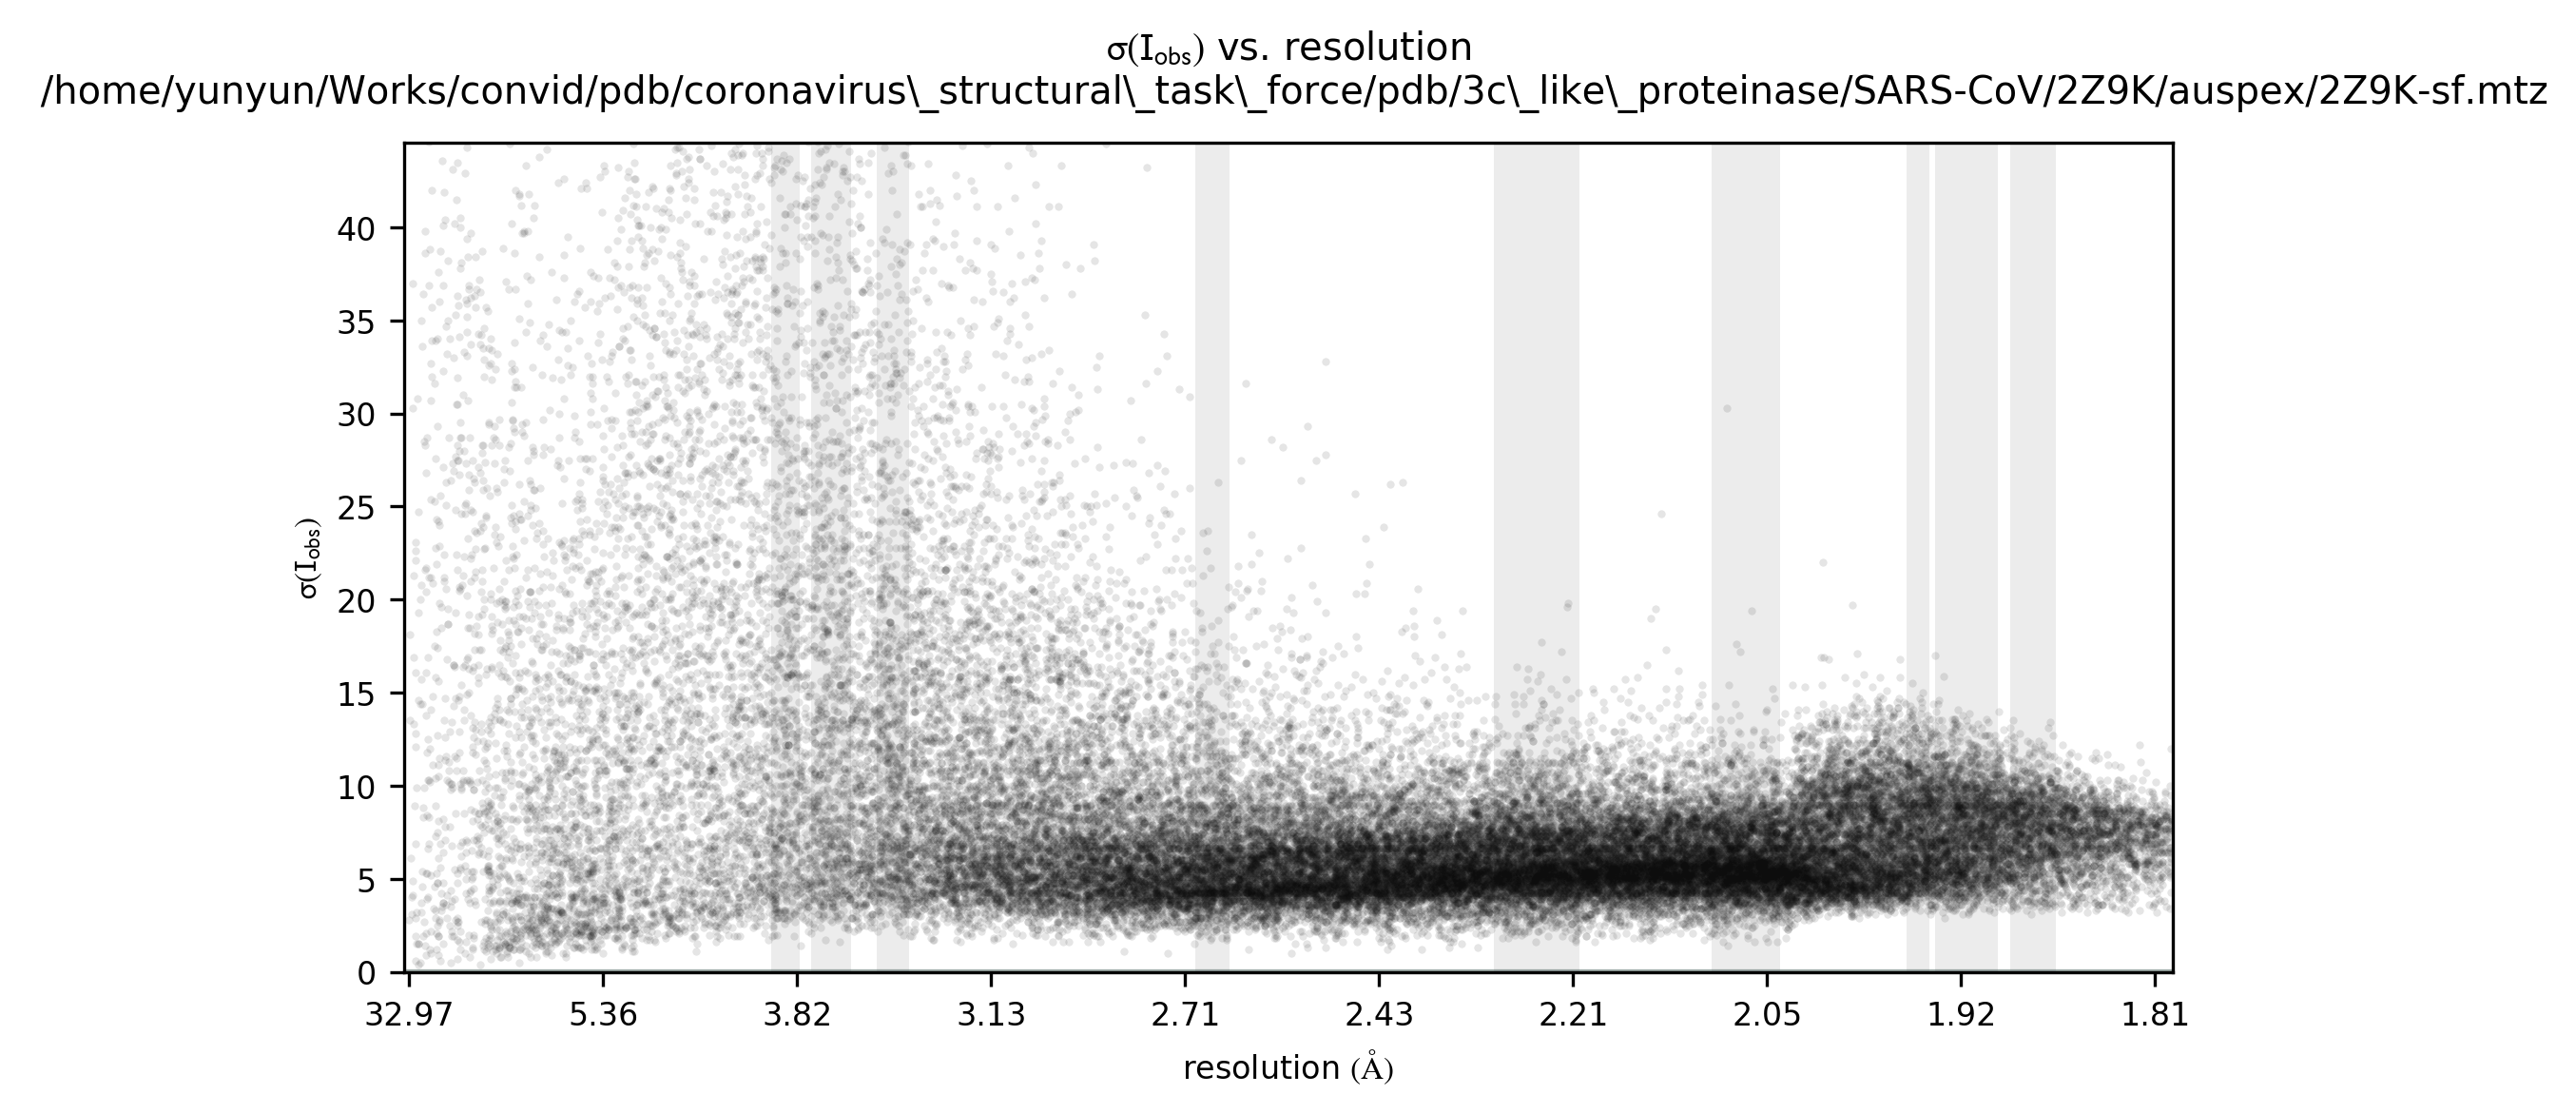 σ(Iobs) vs. resolution
/home/yunyun/Works/convid/pdb/coronavirus\_structural\_task\_force/pdb/3c\_like\_proteinase/SARS-CoV/2Z9K/auspex/2Z9K-sf.mtz
σ(Iobs)
40
35
30
25
20
15
10
5
0
32.97 5.36 3.82 3.13 2.71 2.43 2.21 2.05 1.92 1.81
resolution (Å)